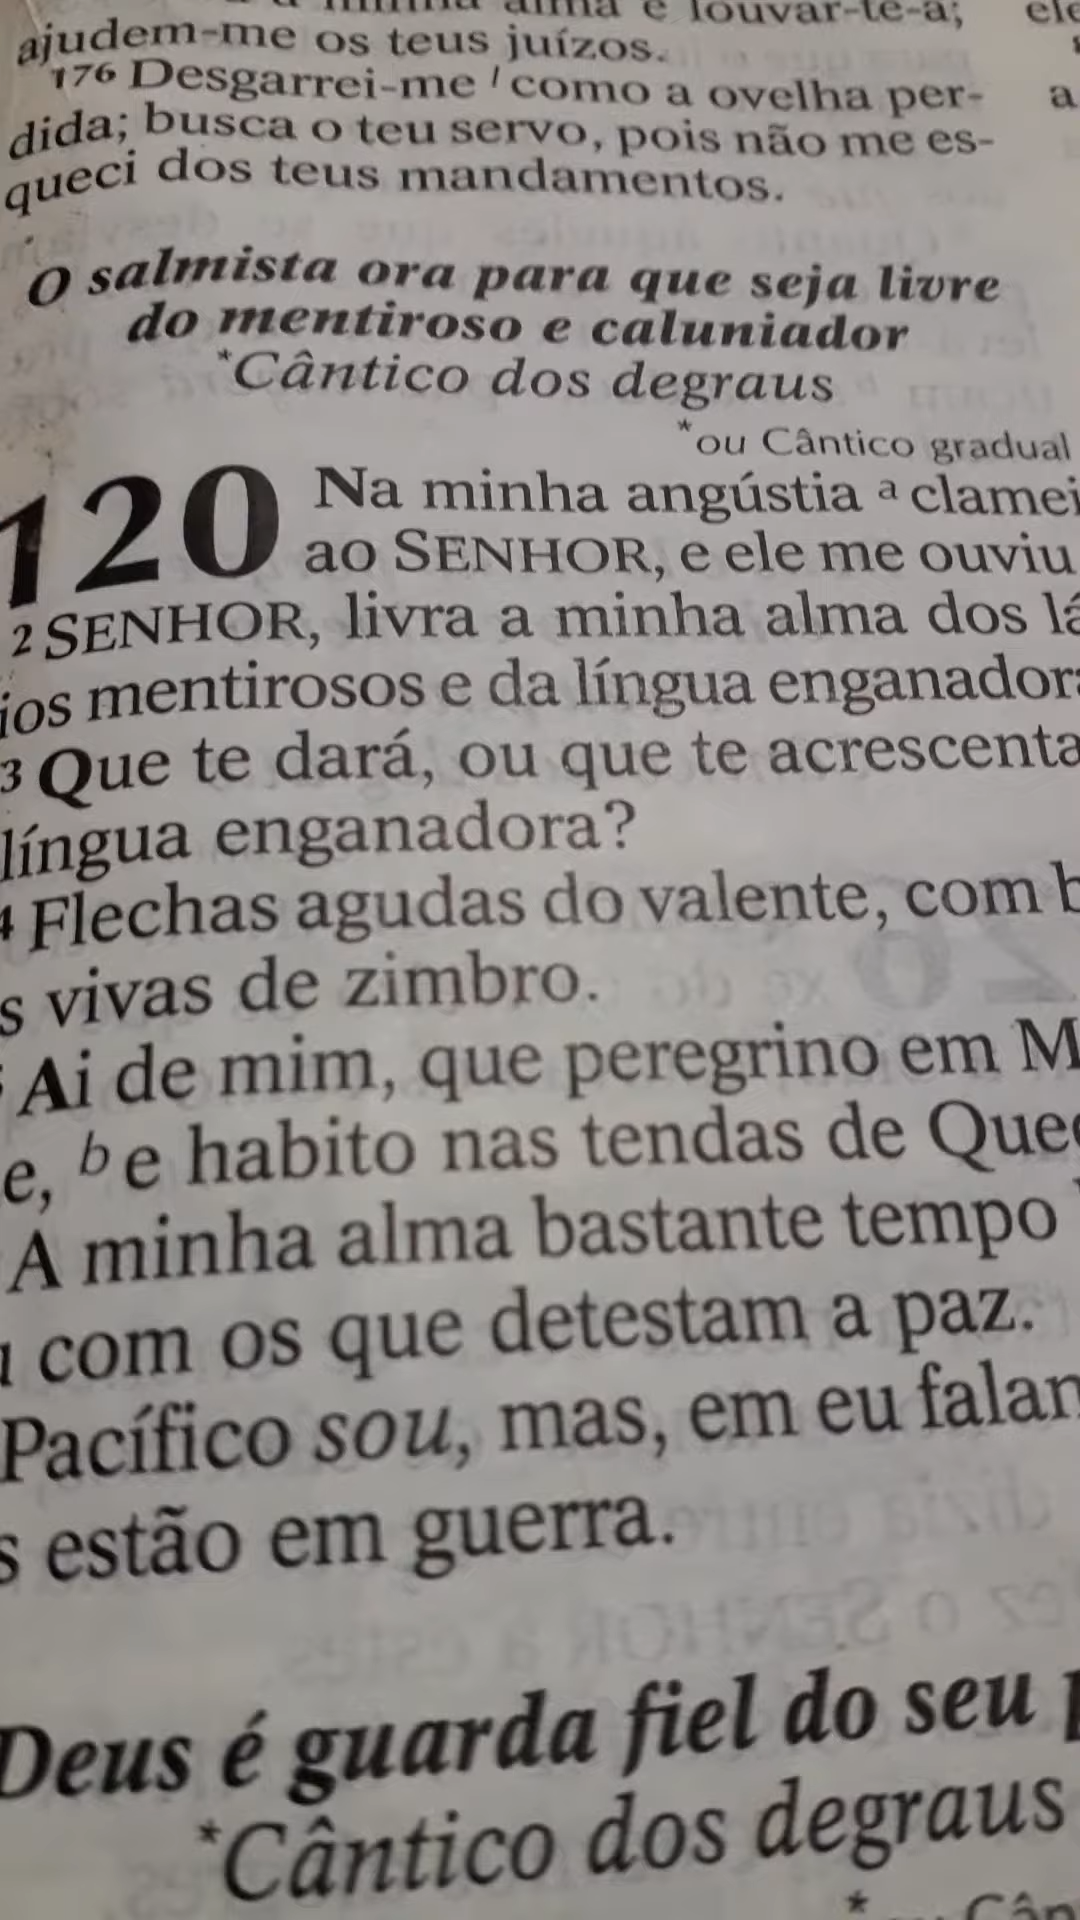 minha alma e louvar-te-á;
ajudem-me os teus juízos.
176 Desgarrei-me l como a ovelha per-
dida; busca o teu servo, pois não me es-
queci dos teus mandamentos.
O salmista ora para que seja livre
do mentiroso e caluniador
*Cântico dos degraus
*ou Cântico gradual
120 Na minha angústia a clamei
ao SENHOR, e ele me ouviu
2 SENHOR, livra a minha alma dos lá
ios mentirosos e da língua enganadora
3 Que te dará, ou que te acrescenta
língua enganadora?
4 Flechas agudas do valente, com b
s vivas de zimbro.
Ai de mim, que peregrino em M
e, b e habito nas tendas de Que
A minha alma bastante tempo
com os que detestam a paz.
Pacífico sou, mas, em eu falan
s estão em guerra.
Deus é guarda fiel do seu
*Cântico dos degraus